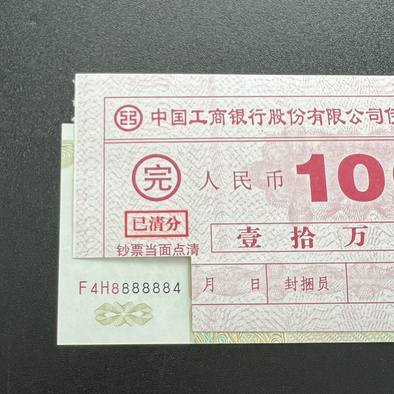 中国工商银行股份有限公司
完 人民币 10
已清分
钞票当面点清
壹拾万
月 日 封捆员
F4H8888884